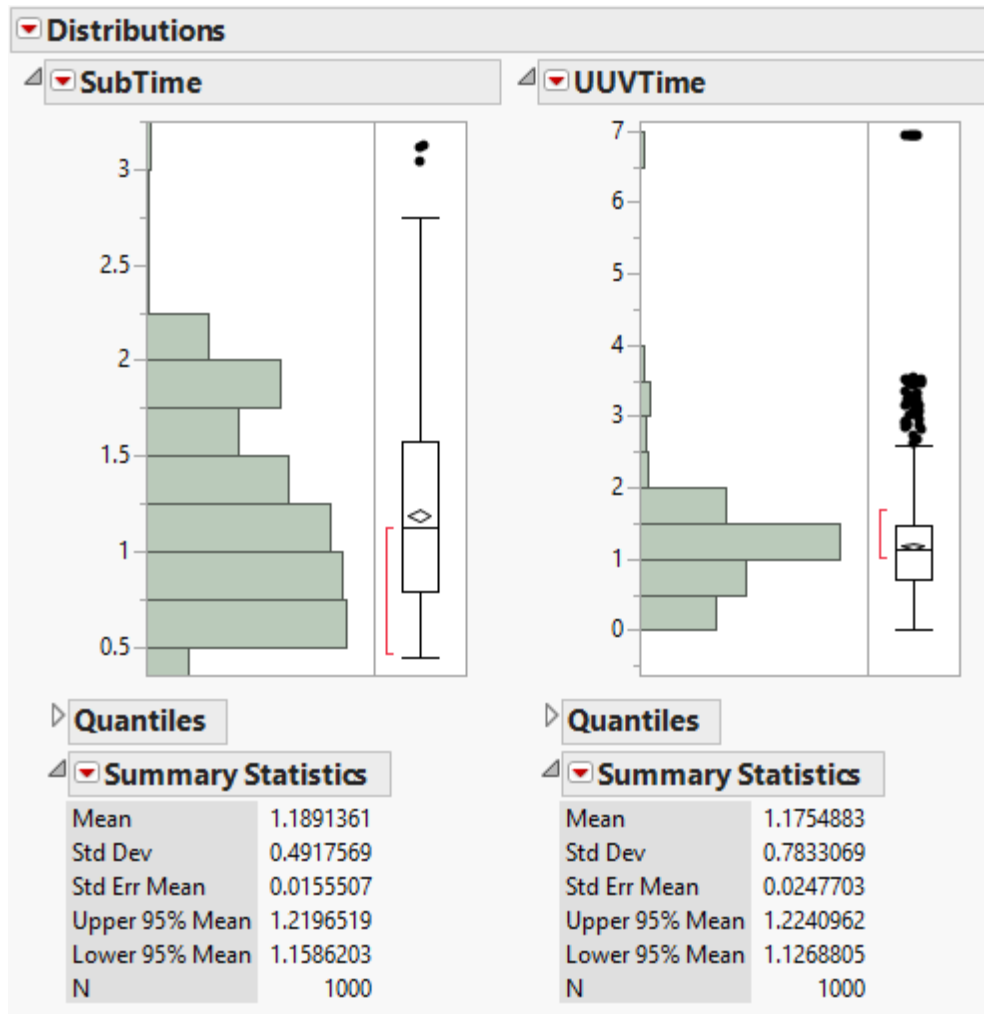 Distributions
SubTime
3
2.5
2
1.5
1
0.5
Quantiles
Summary Statistics
Mean 1.1891361
Std Dev 0.4917569
Std Err Mean 0.0155507
Upper 95% Mean 1.2196519
Lower 95% Mean 1.1586203
N 1000
UUVTime
7
6
5
4
3
2
1
0
Quantiles
Summary Statistics
Mean 1.1754883
Std Dev 0.7833069
Std Err Mean 0.0247703
Upper 95% Mean 1.2240962
Lower 95% Mean 1.1268805
N 1000